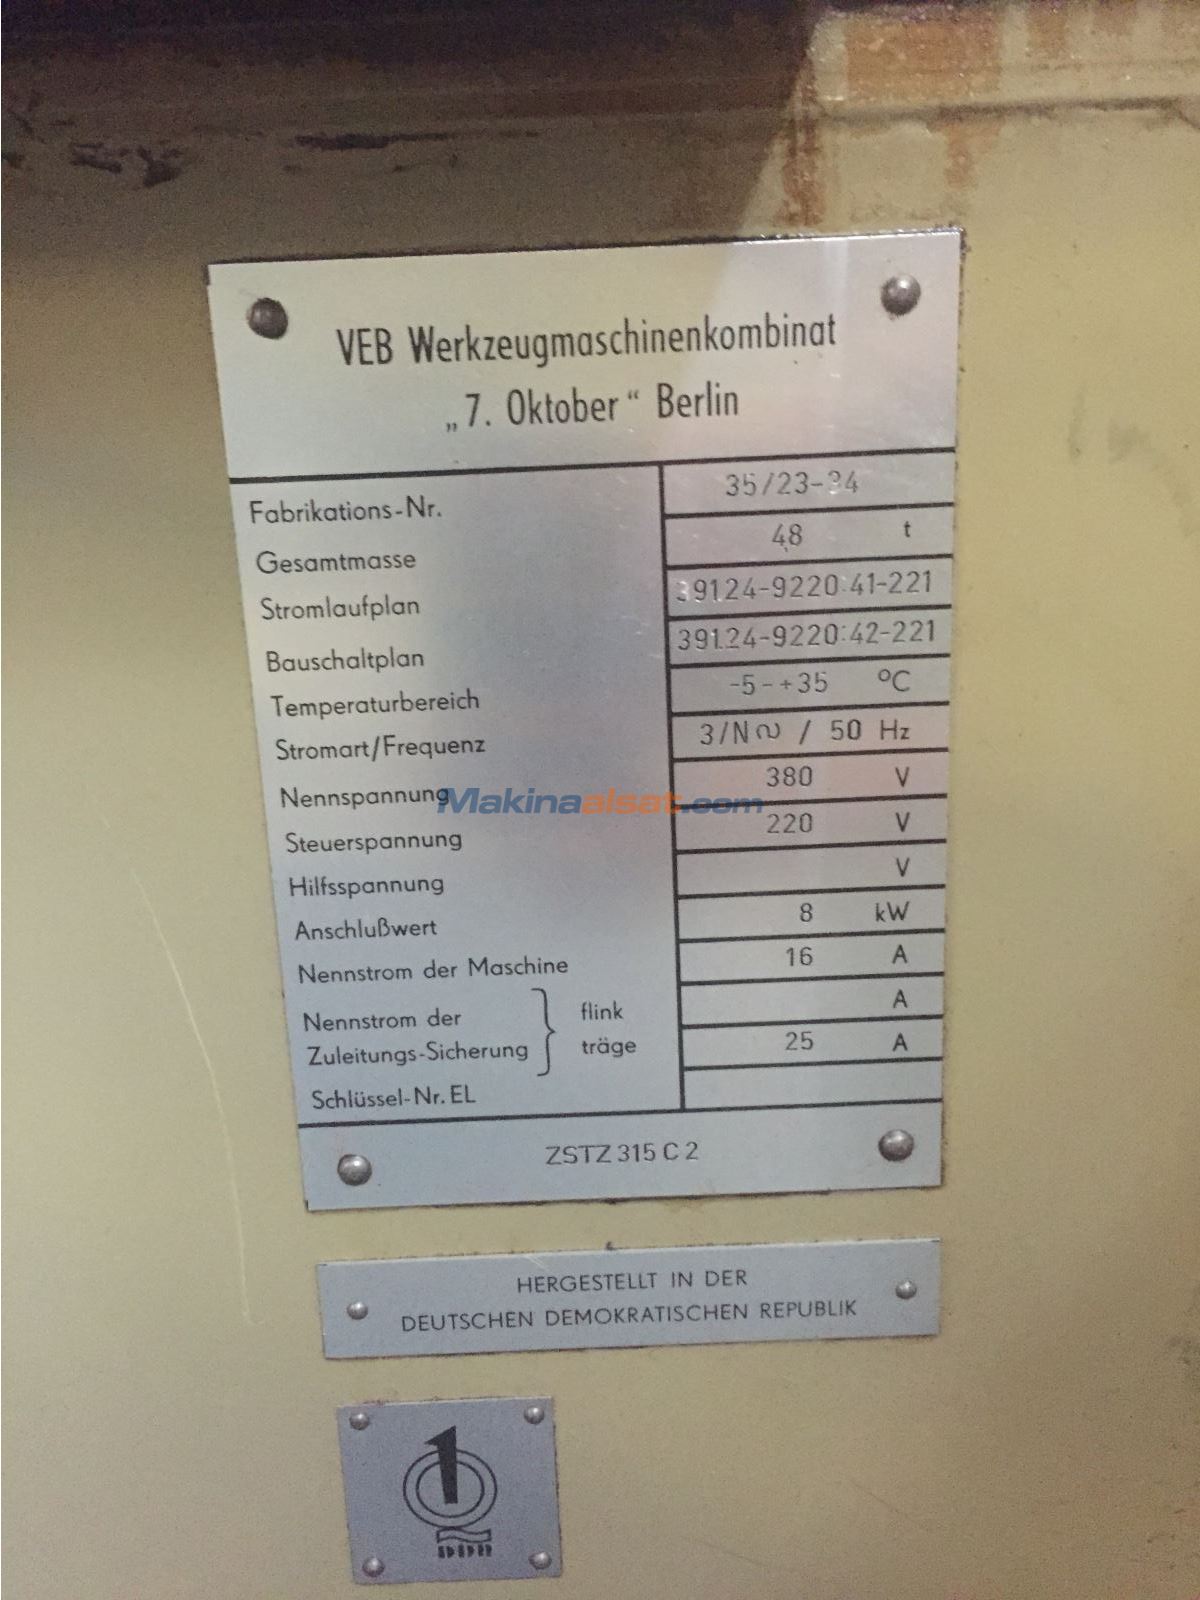 VEB Werkzeugmaschinenkombinat
„7. Oktober“ Berlin
Fabrikations-Nr. 35/23-34
Gesamtmasse 48 t
Stromlaufplan 39124-9220:41-221
Bauschaltplan 39124-9220:42-221
Temperaturbereich -5-+35 °C
Stromart/Frequenz 3/N∿ / 50 Hz
Nennspannung 380 V
Makinaalsat.com
Steuerspannung 220 V
Hilfsspannung V
Anschlußwert 8 kW
Nennstrom der Maschine 16 A
Nennstrom der } flink A
Zuleitungs-Sicherung träge 25 A
Schlüssel-Nr. EL
ZSTZ 315 C 2
HERGESTELLT IN DER
DEUTSCHEN DEMOKRATISCHEN REPUBLIK
1
Q
DDR